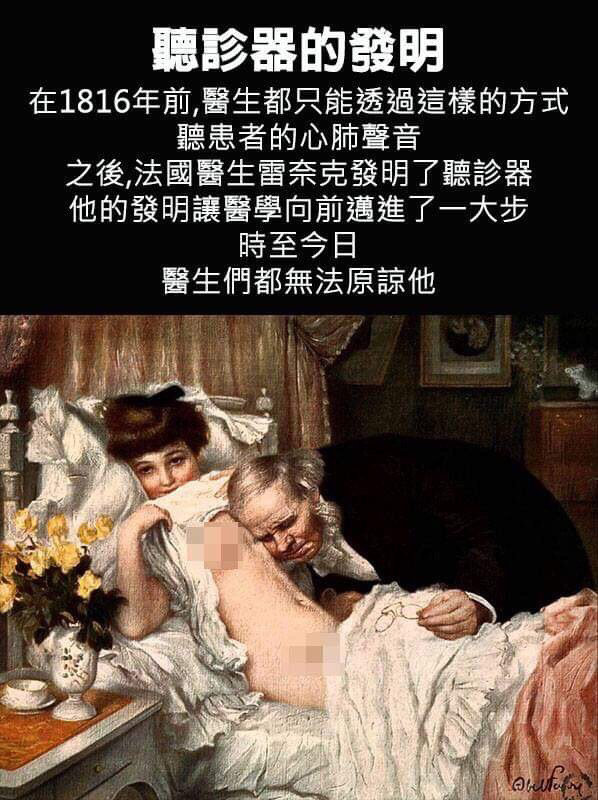 聽診器的發明
在1816年前,醫生都只能透過這樣的方式
聽患者的心肺聲音
之後,法國醫生雷奈克發明了聽診器
他的發明讓醫學向前邁進了一大步
時至今日
醫生們都無法原諒他